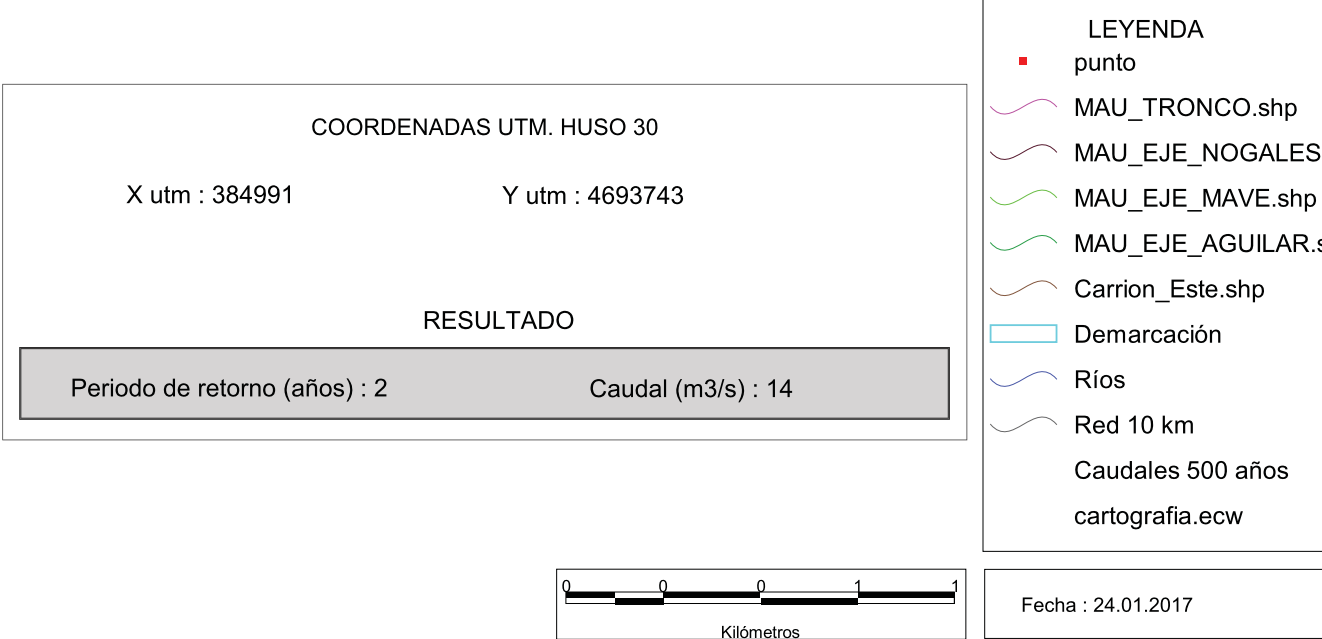 COORDENADAS UTM. HUSO 30
X utm : 384991
Y utm : 4693743
RESULTADO
Periodo de retorno (años) : 2
Caudal (m3/s) : 14
LEYENDA
punto
MAU_TRONCO.shp
MAU_EJE_NOGALES
MAU_EJE_MAVE.shp
MAU_EJE_AGUILAR.s
Carrion_Este.shp
Demarcación
Ríos
Red 10 km
Caudales 500 años
cartografia.ecw
0 0 0 1 1
Kilómetros
Fecha : 24.01.2017